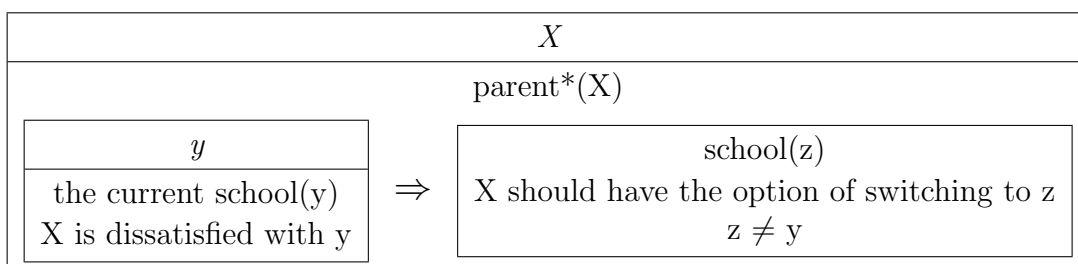 X
parent*(X)
y
the current school(y)
X is dissatisfied with y
⇒
school(z)
X should have the option of switching to z
z ≠ y